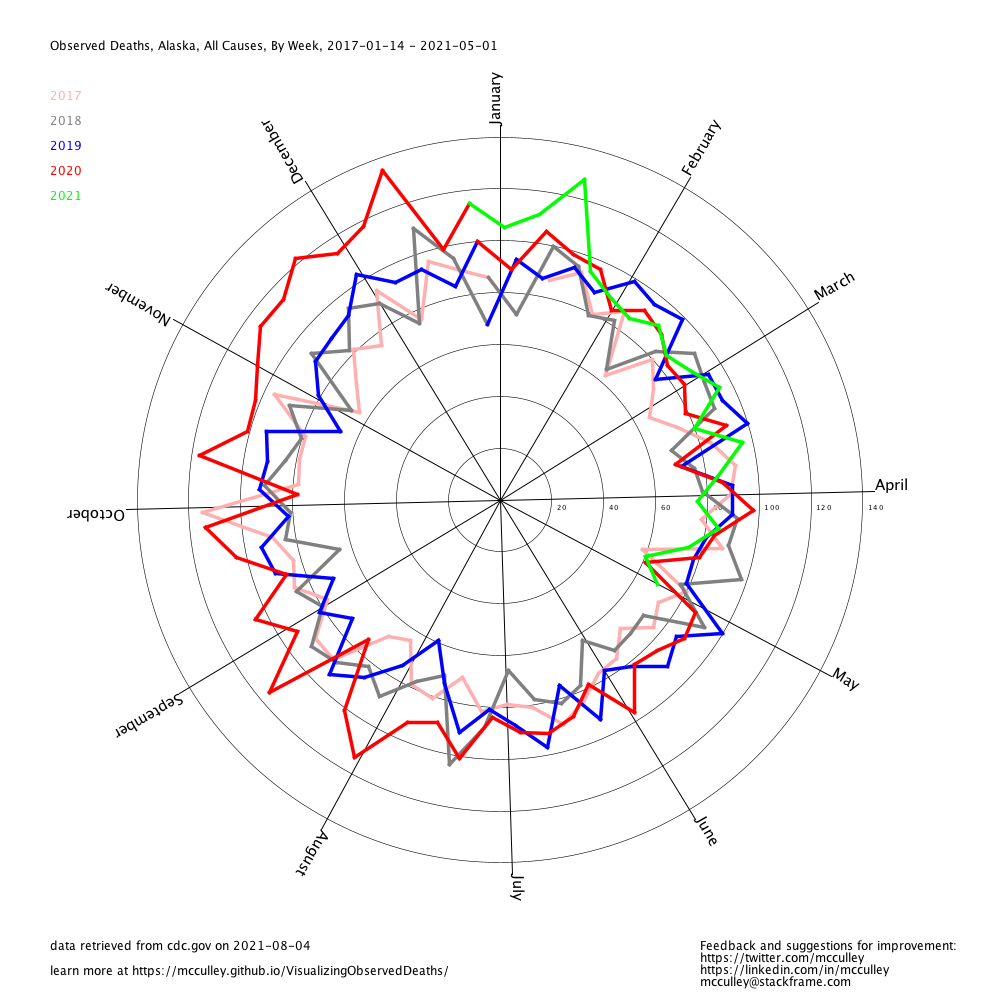 Observed Deaths, Alaska, All Causes, By Week, 2017-01-14 - 2021-05-01
2017
2018
2019
2020
2021
January
February
March
April
May
June
July
August
September
October
November
December
20
40
60
80
100
120
140
data retrieved from cdc.gov on 2021-08-04
learn more at https://mcculley.github.io/VisualizingObservedDeaths/
Feedback and suggestions for improvement:
https://twitter.com/mcculley
https://linkedin.com/in/mcculley
mcculley@stackframe.com